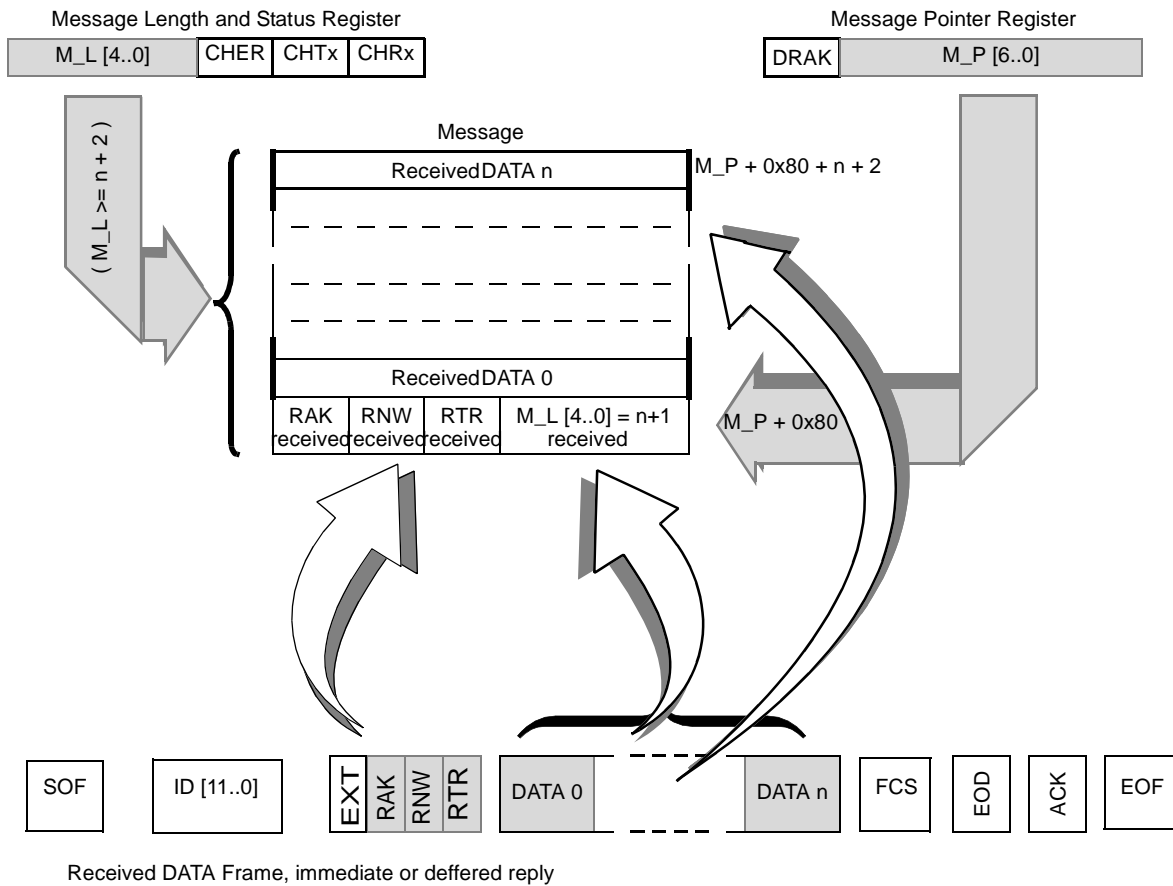 Message Length and Status Register
Message Pointer Register
M_L [4..0] CHER CHTx CHRx
DRAK M_P [6..0]
( M_L >= n + 2 )
Message
ReceivedDATA n
M_P + 0x80 + n + 2
ReceivedDATA 0
RAK received
RNW received
RTR received
M_L [4..0] = n+1 received
M_P + 0x80
SOF
ID [11..0]
EXT
RAK
RNW
RTR
DATA 0
DATA n
FCS
EOD
ACK
EOF
Received DATA Frame, immediate or deffered reply